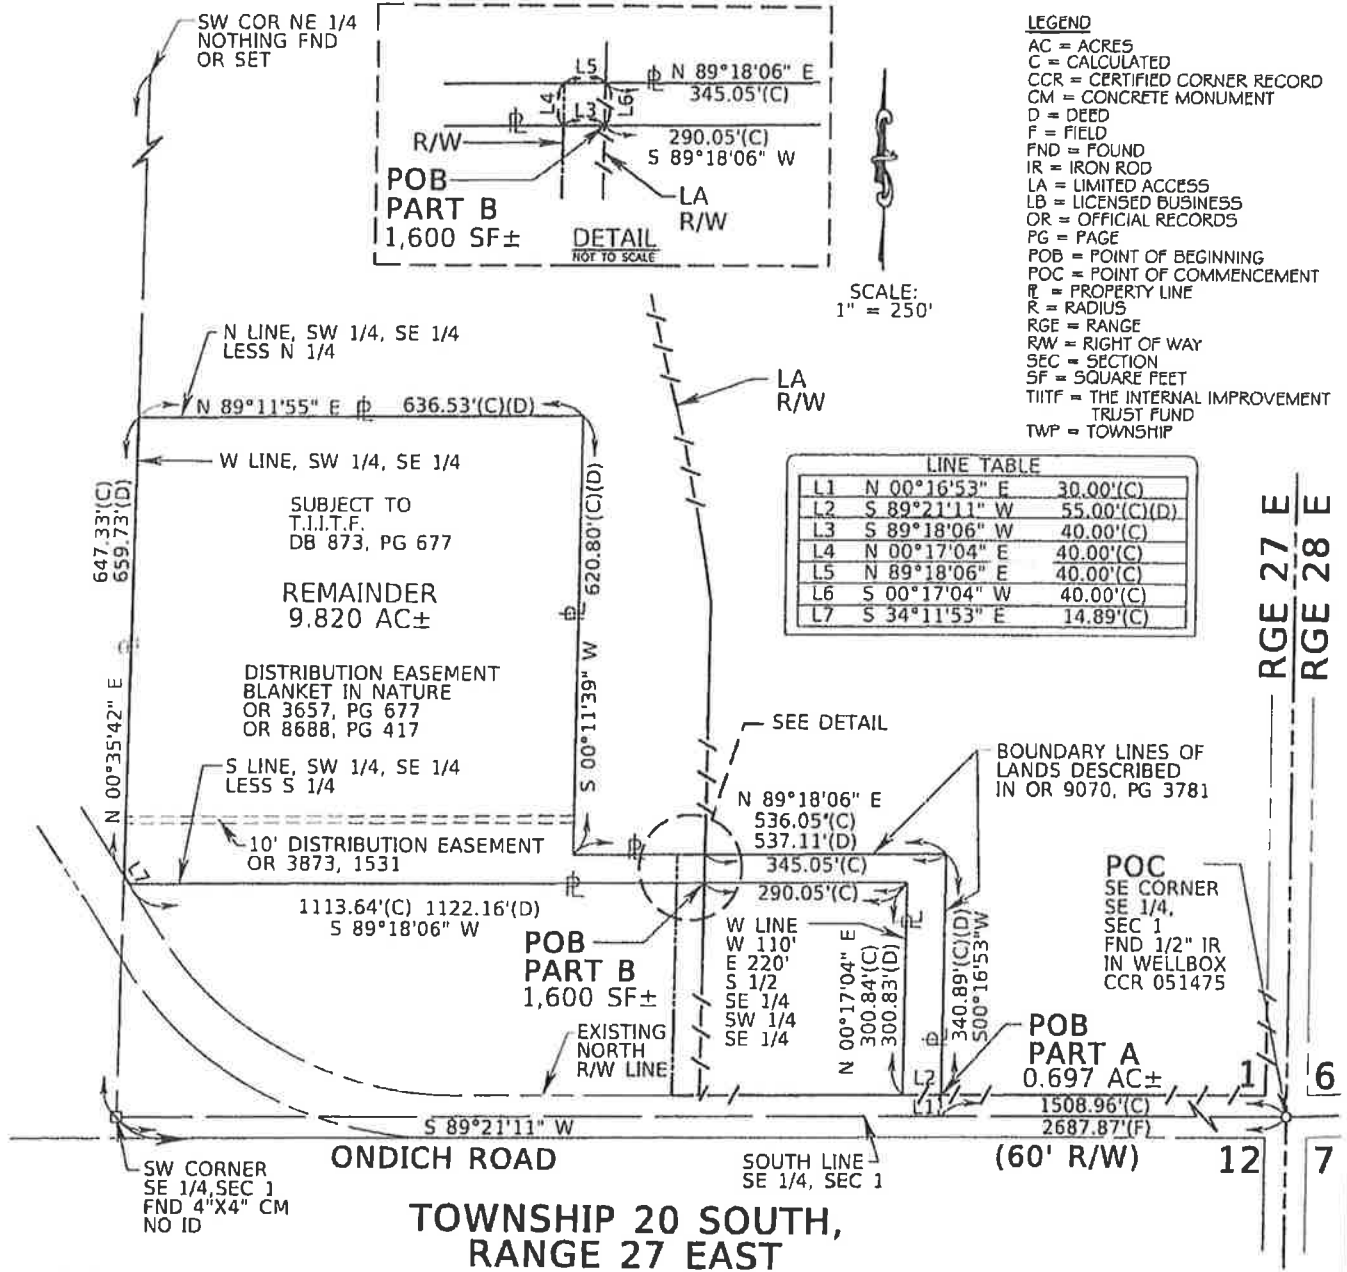 SW COR NE 1/4
NOTHING FND
OR SET
L5
N 89°18'06" E
345.05'(C)
L4
L3
L6
R/W
290.05'(C)
S 89°18'06" W
POB
PART B
1,600 SF±
LA
R/W
DETAIL
NOT TO SCALE
SCALE:
1" = 250'
LEGEND
AC = ACRES
C = CALCULATED
CCR = CERTIFIED CORNER RECORD
CM = CONCRETE MONUMENT
D = DEED
F = FIELD
FND = FOUND
IR = IRON ROD
LA = LIMITED ACCESS
LB = LICENSED BUSINESS
OR = OFFICIAL RECORDS
PG = PAGE
POB = POINT OF BEGINNING
POC = POINT OF COMMENCEMENT
PL = PROPERTY LINE
R = RADIUS
RGE = RANGE
R/W = RIGHT OF WAY
SEC = SECTION
SF = SQUARE FEET
TIITF = THE INTERNAL IMPROVEMENT
TRUST FUND
TWP = TOWNSHIP
N LINE, SW 1/4, SE 1/4
LESS N 1/4
LA
R/W
N 89°11'55" E PL 636.53'(C)(D)
W LINE, SW 1/4, SE 1/4
647.33'(C)
659.73'(D)
N 00°35'42" E
SUBJECT TO
T.I.I.T.F.
DB 873, PG 677
REMAINDER
9.820 AC±
620.80'(C)(D)
S 00°11'39" W
PL
PL
DISTRIBUTION EASEMENT
BLANKET IN NATURE
OR 3657, PG 677
OR 8688, PG 417
LINE TABLE
L1 N 00°16'53" E 30.00'(C)
L2 S 89°21'11" W 55.00'(C)(D)
L3 S 89°18'06" W 40.00'(C)
L4 N 00°17'04" E 40.00'(C)
L5 N 89°18'06" E 40.00'(C)
L6 S 00°17'04" W 40.00'(C)
L7 S 34°11'53" E 14.89'(C)
RGE 27 E
RGE 28 E
SEE DETAIL
S LINE, SW 1/4, SE 1/4
LESS S 1/4
BOUNDARY LINES OF
LANDS DESCRIBED
IN OR 9070, PG 3781
N 89°18'06" E
536.05'(C)
537.11'(D)
345.05'(C)
290.05'(C)
10' DISTRIBUTION EASEMENT
OR 3873, 1531
PL
L7
PL
1113.64'(C) 1122.16'(D)
S 89°18'06" W
POB
PART B
1,600 SF±
W LINE
W 110'
E 220'
S 1/2
SE 1/4
SW 1/4
SE 1/4
N 00°17'04" E
300.84'(C)
300.83'(D)
PL
340.89'(C)(D)
S00°16'53"W
PL
POC
SE CORNER
SE 1/4,
SEC 1
FND 1/2" IR
IN WELLBOX
CCR 051475
EXISTING
NORTH
R/W LINE
POB
PART A
0.697 AC±
L2
L1
1 6
1508.96'(C)
2687.87'(F)
S 89°21'11" W
ONDICH ROAD
(60' R/W)
12 7
SOUTH LINE
SE 1/4, SEC 1
SW CORNER
SE 1/4, SEC 1
FND 4"X4" CM
NO ID
TOWNSHIP 20 SOUTH,
RANGE 27 EAST